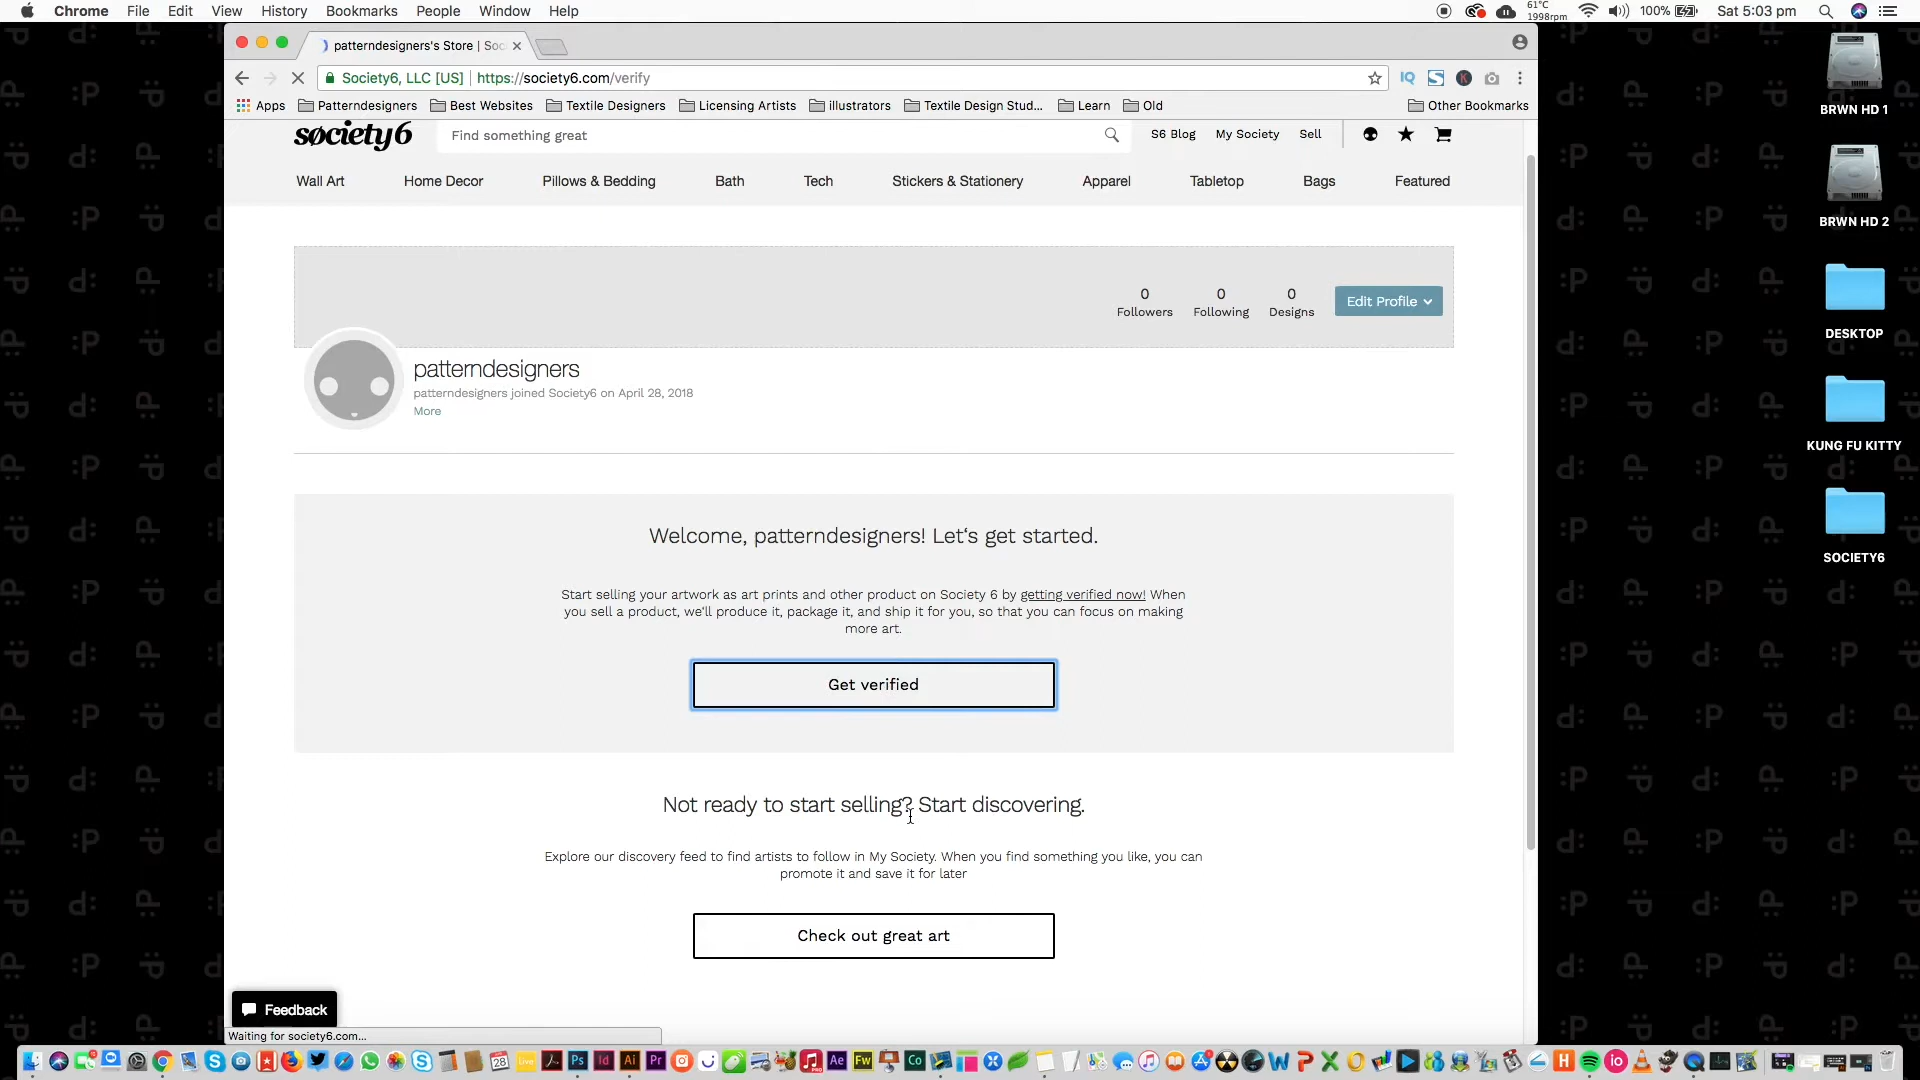 Chrome File Edit View History Bookmarks People Window Help
61°C
1998rpm
100%
Sat 5:03 pm
patterndesigners's Store | Soc
Society6, LLC [US] | https://society6.com/verify
Apps Patterndesigners Best Websites Textile Designers Licensing Artists illustrators Textile Design Stud... Learn Old Other Bookmarks
society6
Find something great
S6 Blog My Society Sell
Wall Art Home Decor Pillows & Bedding Bath Tech Stickers & Stationery Apparel Tabletop Bags Featured
0 0 0
Followers Following Designs
Edit Profile
patterndesigners
patterndesigners joined Society6 on April 28, 2018
More
Welcome, patterndesigners! Let's get started.
Start selling your artwork as art prints and other product on Society 6 by getting verified now! When
you sell a product, we'll produce it, package it, and ship it for you, so that you can focus on making
more art.
Get verified
Not ready to start selling? Start discovering.
Explore our discovery feed to find artists to follow in My Society. When you find something you like, you can
promote it and save it for later
Check out great art
Feedback
Waiting for society6.com...
BRWN HD 1
BRWN HD 2
DESKTOP
KUNG FU KITTY
SOCIETY6